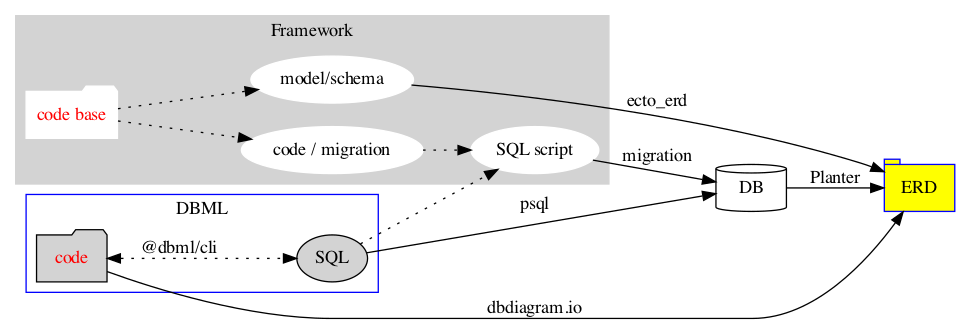 Framework
model/schema
code base
ecto_erd
code / migration
SQL script
migration
DB
Planter
ERD
DBML
psql
code
@dbml/cli
SQL
dbdiagram.io